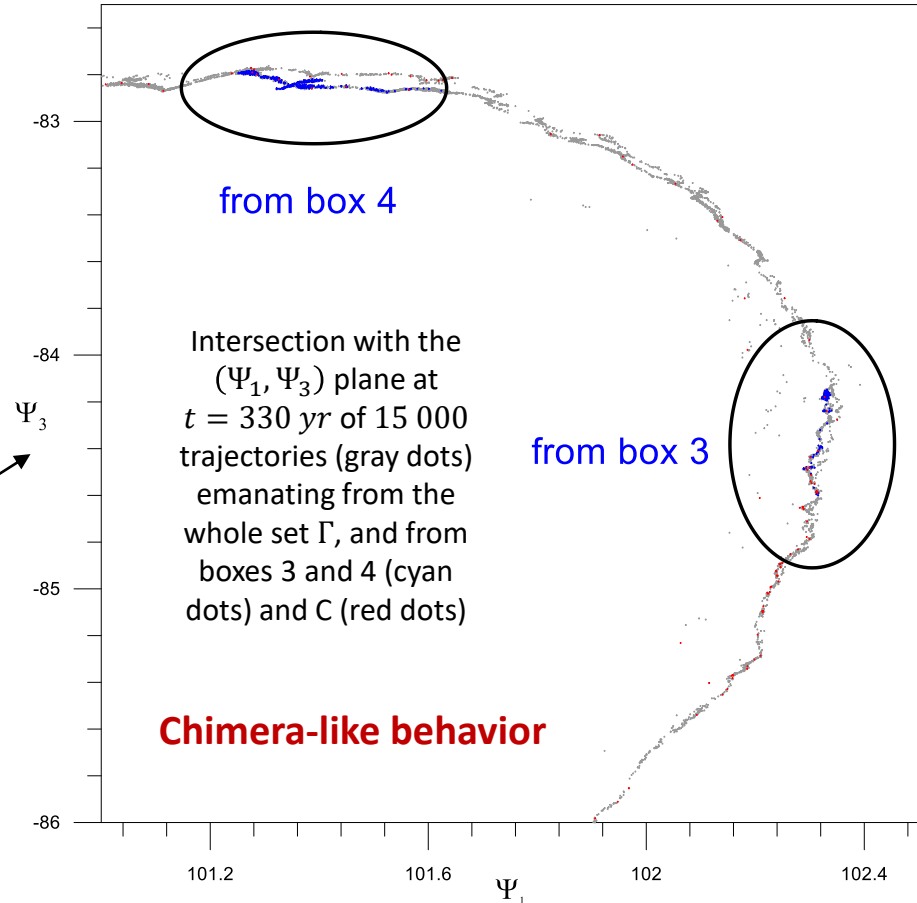 -83
from box 4
Intersection with the
(Ψ₁, Ψ₃) plane at
t = 330 yr of 15 000
trajectories (gray dots)
emanating from the
whole set Γ, and from
boxes 3 and 4 (cyan
dots) and C (red dots)
-84
Ψ₃
from box 3
-85
Chimera-like behavior
-86
101.2
101.6
102
102.4
Ψ₁